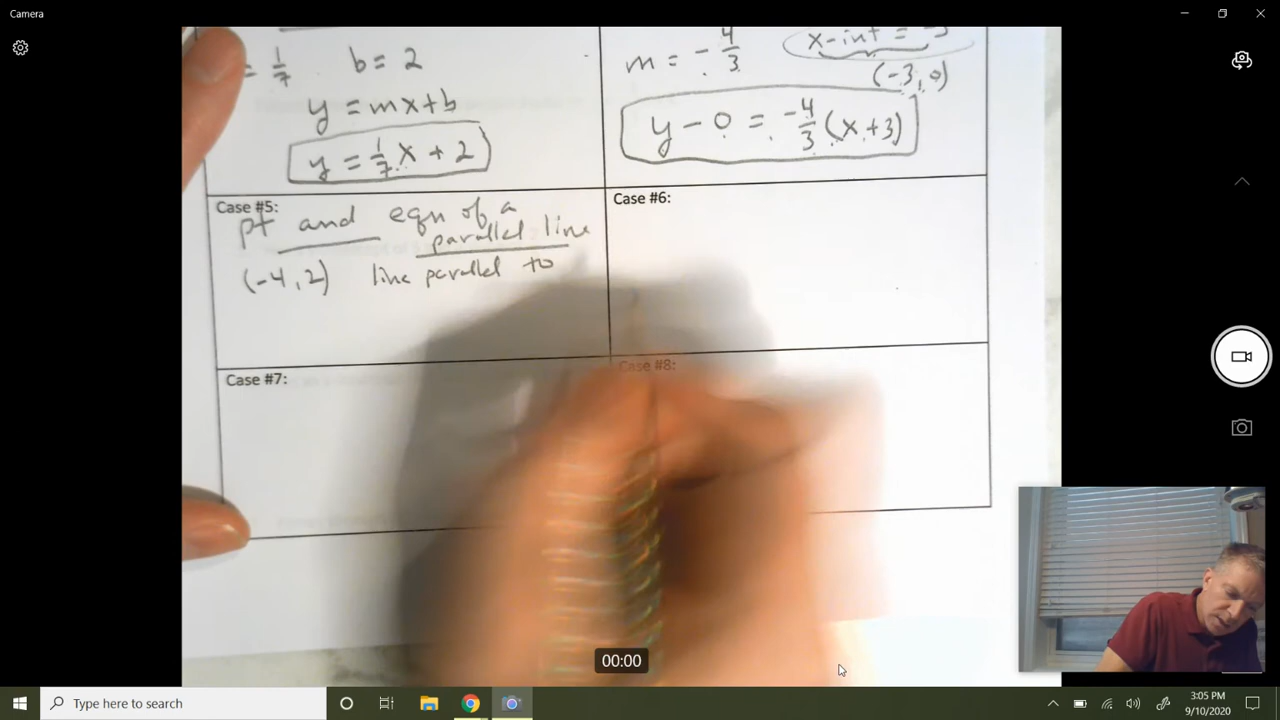 Camera
= 1/7 b = 2
y = mx+b
y = 1/7 x + 2
m = - 4/3
x-int = -3
(-3, 0)
y - 0 = -4/3 (x+3)
Case #5:
pt and eqn of a
parallel line
(-4, 2) line parallel to
Case #6:
Case #7:
Case #8:
00:00
Type here to search
3:05 PM
9/10/2020